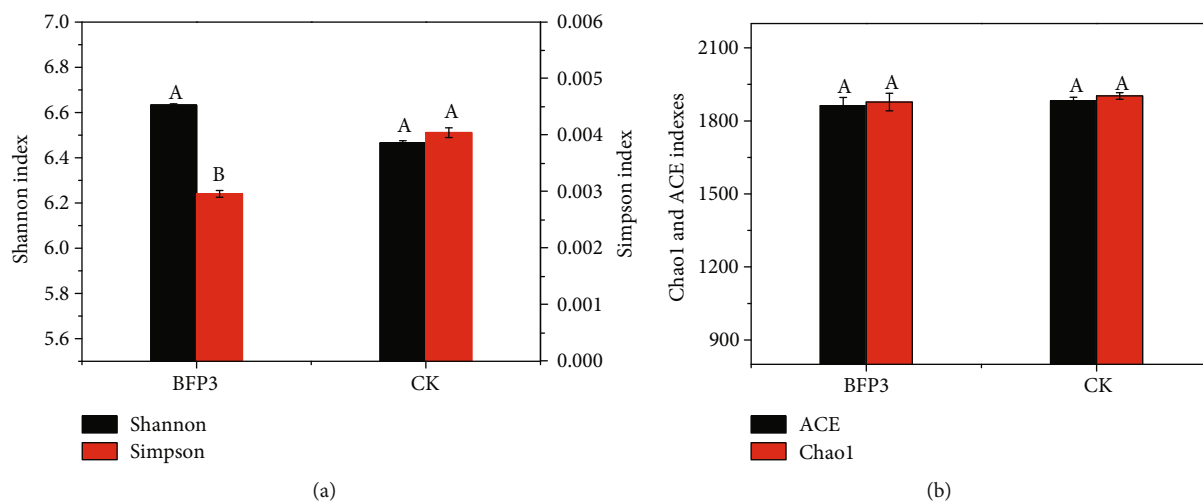 7.0
6.8
6.6
6.4
6.2
6.0
5.8
5.6
Shannon index
A
B
A
A
BFP3
CK
0.006
0.005
0.004
0.003
0.002
0.001
0.000
Simpson index
Shannon
Simpson
(a)
2100
1800
1500
1200
900
Chao1 and ACE indexes
A
A
A
A
BFP3
CK
ACE
Chao1
(b)